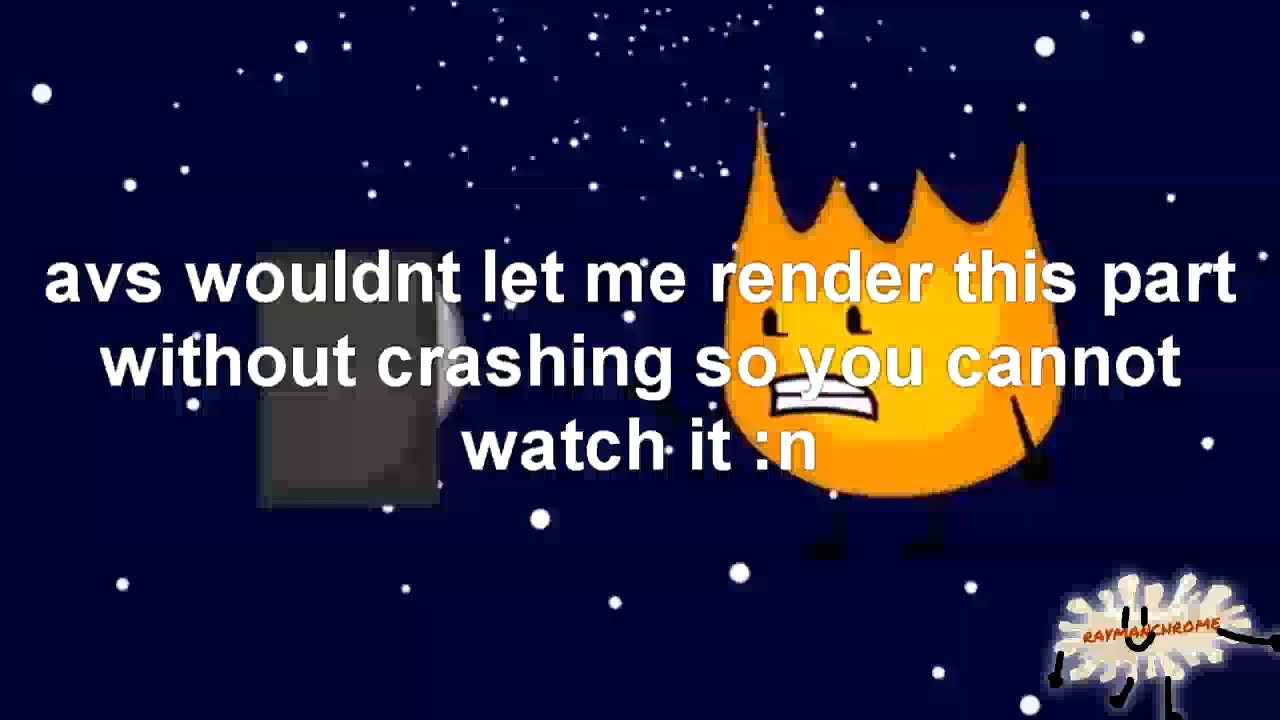 avs wouldnt let me render this part
without crashing so you cannot
watch it :n
RAYMANCHROME